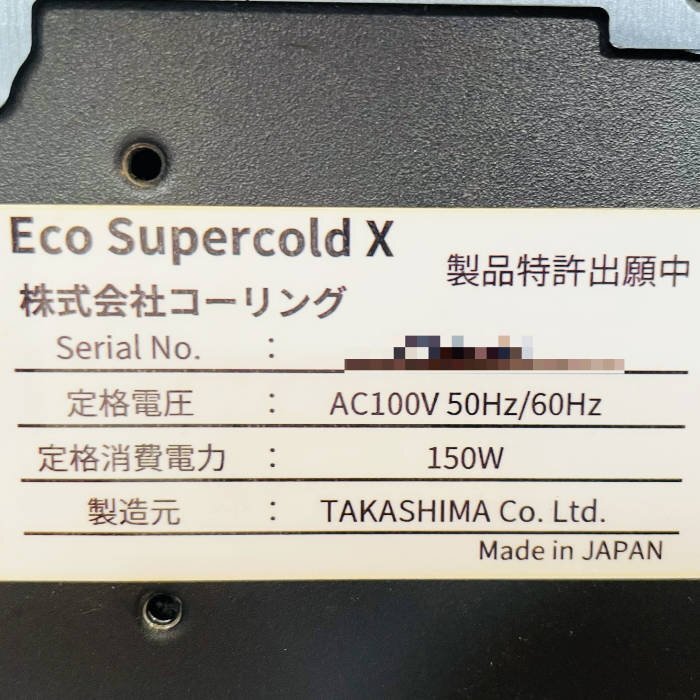 Eco Supercold X
製品特許出願中
株式会社コーリング
Serial No. :
定格電圧 : AC100V 50Hz/60Hz
定格消費電力 : 150W
製造元 : TAKASHIMA Co. Ltd.
Made in JAPAN